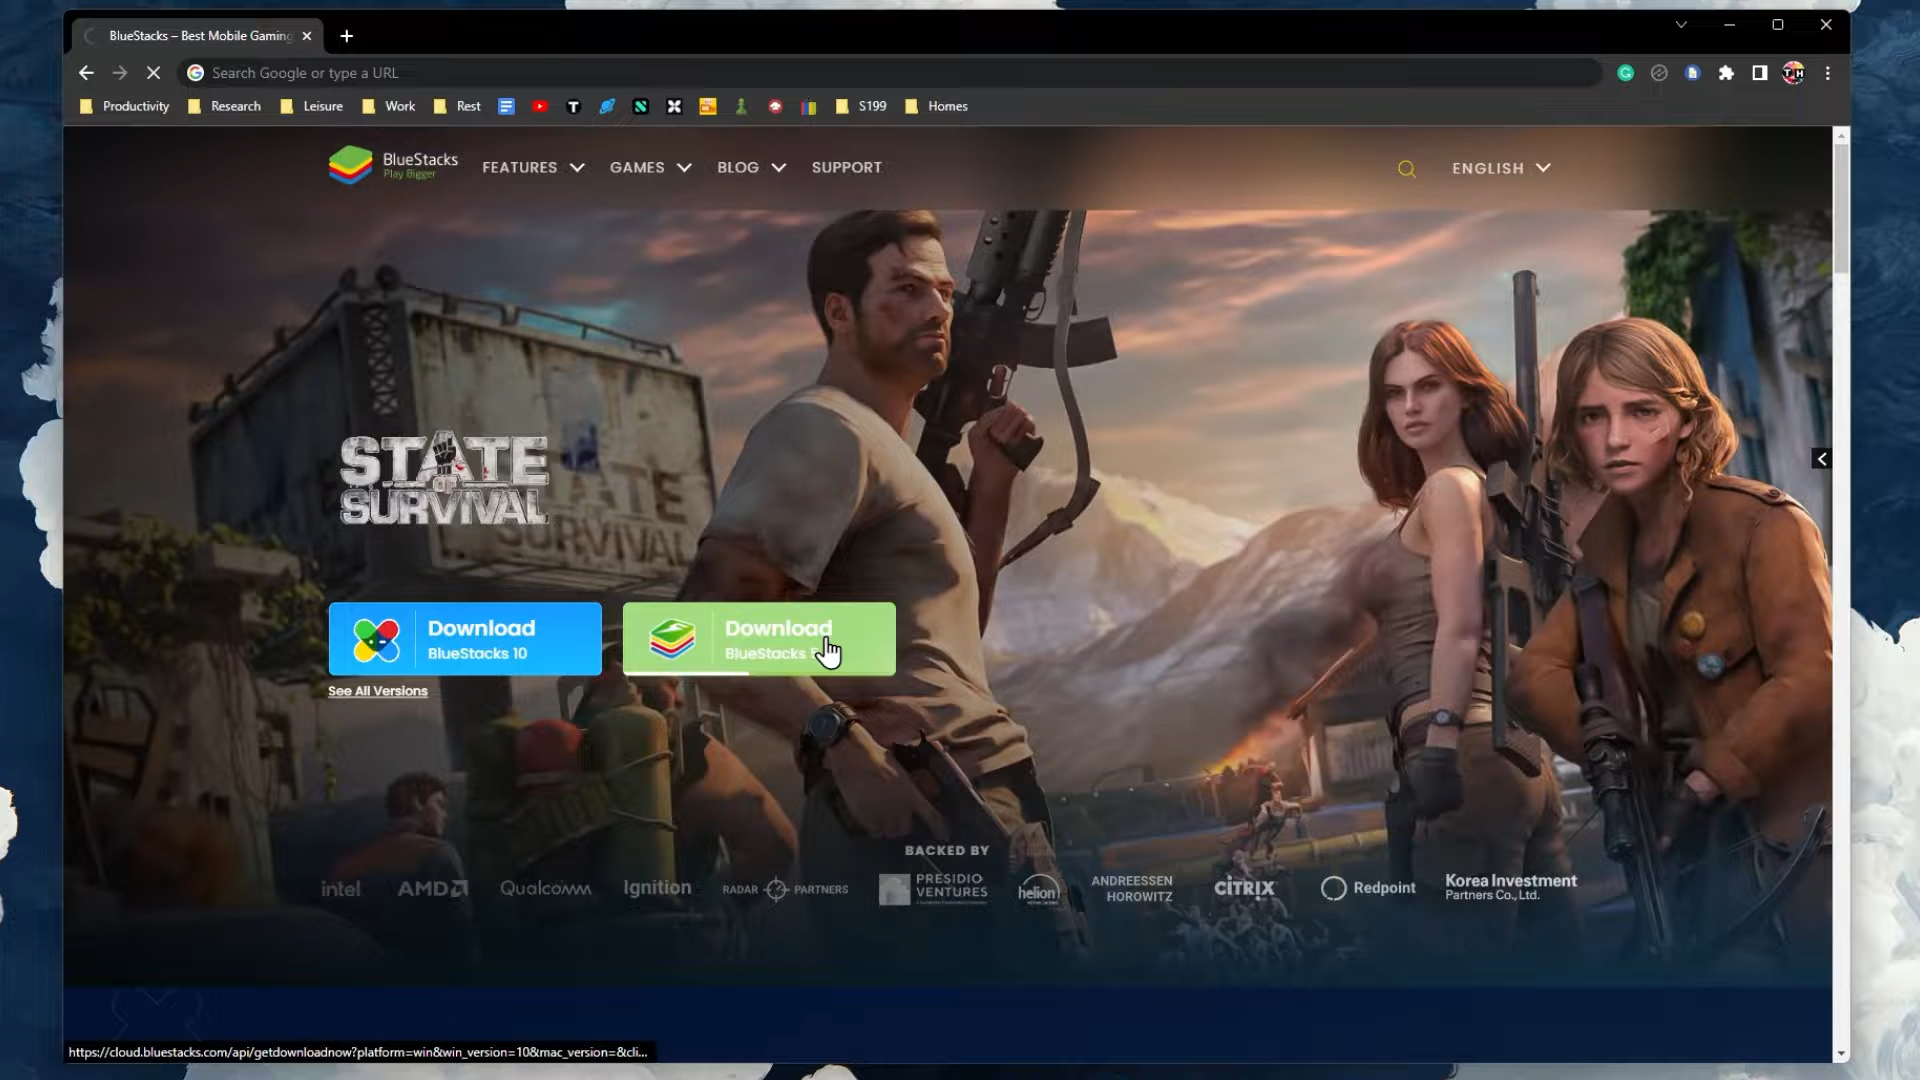 BlueStacks – Best Mobile Gaming
Search Google or type a URL
Productivity Research Leisure Work Rest S199 Homes
BlueStacks
Play Bigger
FEATURES GAMES BLOG SUPPORT ENGLISH
STATE
OF
SURVIVAL
STATE
SURVIVAL
Download
BlueStacks 10
Download
BlueStacks
See All Versions
BACKED BY
intel AMD Qualcomm Ignition RADAR PARTNERS PRESIDIO VENTURES helion ANDREESSEN HOROWITZ CITRIX Redpoint Korea Investment Partners Co., Ltd.
https://cloud.bluestacks.com/api/getdownloadnow?platform=win&win_version=10&mac_version=&cli...